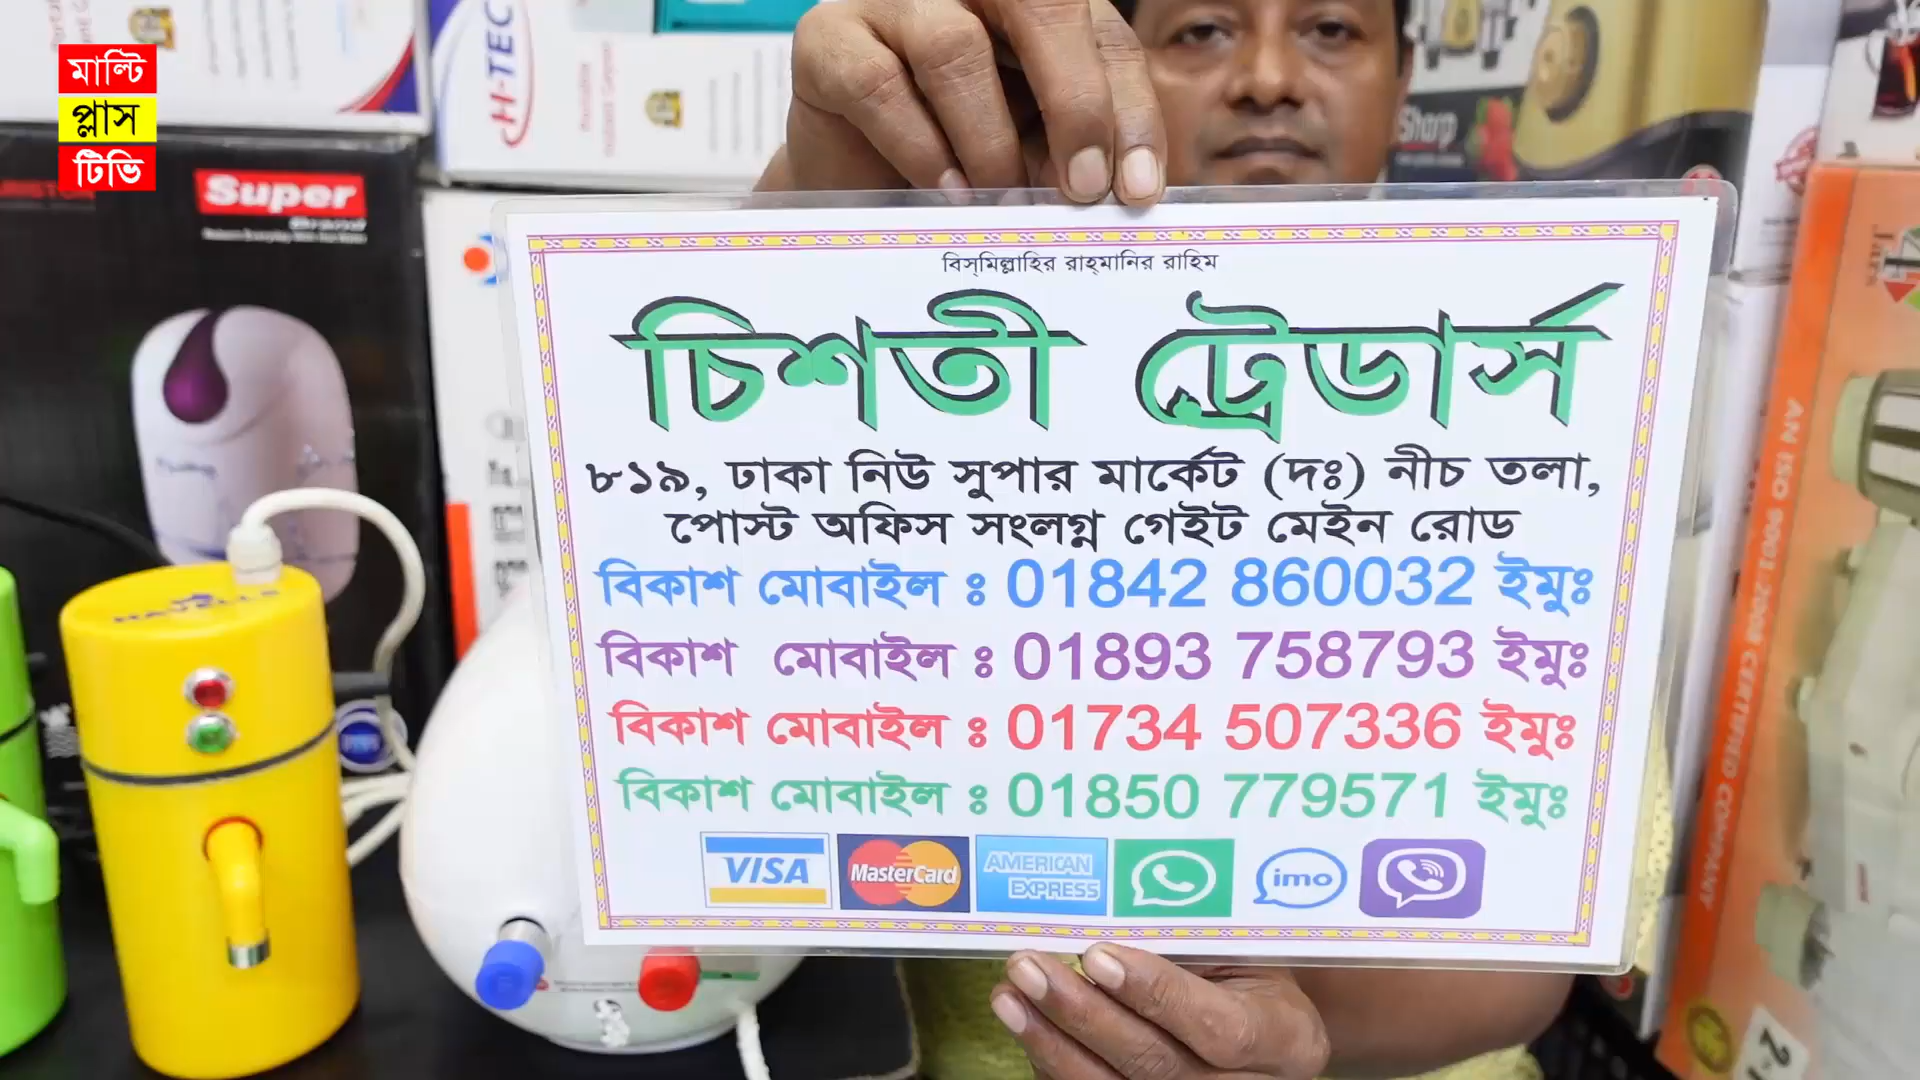 মাল্টি
প্লাস
টিভি
H-TEC
Super
Sharp
বিস্‌মিল্লাহির রাহ্‌মানির রাহিম
চিশতী ট্রেডার্স
৮১৯, ঢাকা নিউ সুপার মার্কেট (দঃ) নীচ তলা,
পোস্ট অফিস সংলগ্ন গেইট মেইন রোড
বিকাশ মোবাইল ঃ 01842 860032 ইমুঃ
বিকাশ মোবাইল ঃ 01893 758793 ইমুঃ
বিকাশ মোবাইল ঃ 01734 507336 ইমুঃ
বিকাশ মোবাইল ঃ 01850 779571 ইমুঃ
VISA
MasterCard
AMERICAN
EXPRESS
imo
AN ISO 9001:2008 CERTIFIED COMPANY